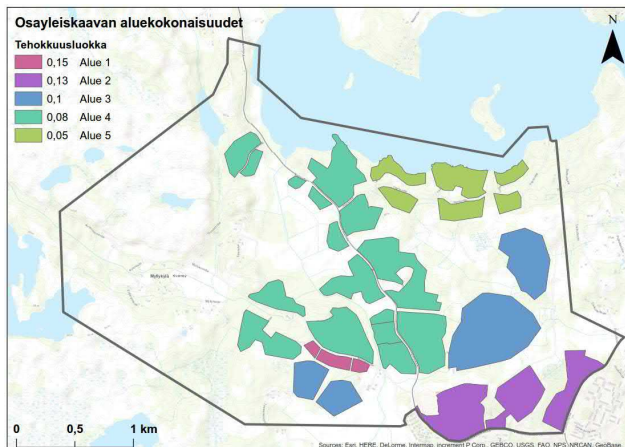 Osayleiskaavan aluekokonaisuudet
Tehokkuusluokka
0,15 Alue 1
0,13 Alue 2
0,1 Alue 3
0,08 Alue 4
0,05 Alue 5
N
0 0,5 1 km
Sources: Esri, HERE, DeLorme, Intermap, increment P Corp., GEBCO, USGS, FAO, NPS, NRCAN, GeoBase,